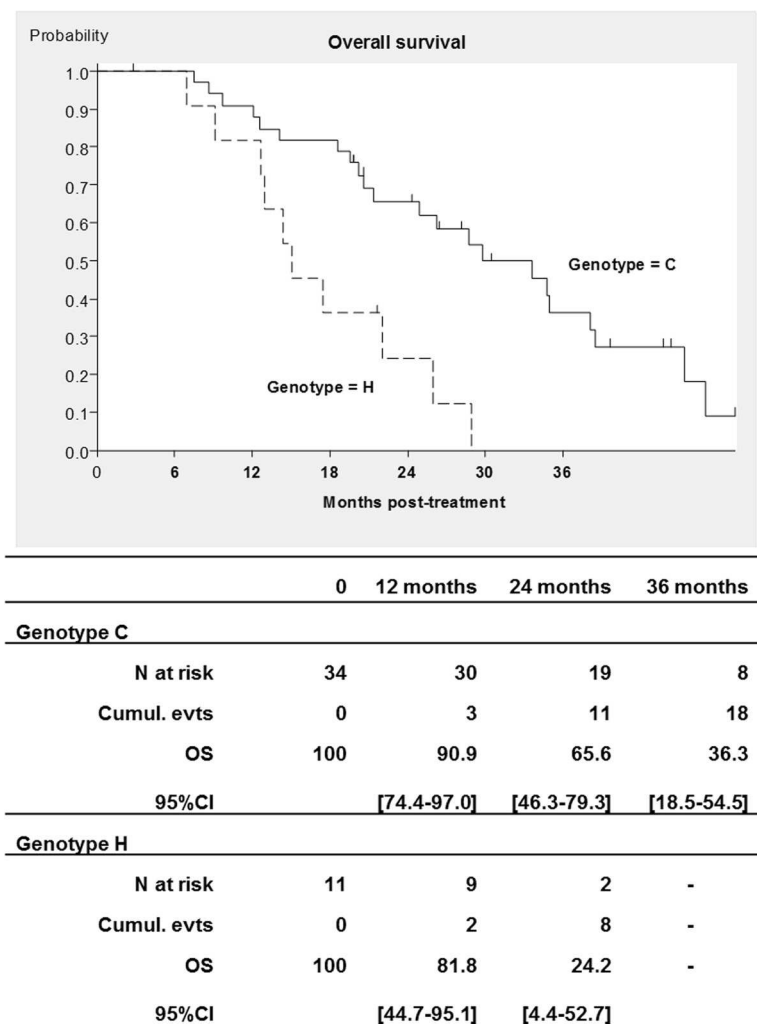 Probability
Overall survival
1.0
0.9
0.8
0.7
0.6
0.5
Genotype = C
0.4
0.3
0.2
Genotype = H
0.1
0.0
0 6 12 18 24 30 36
Months post-treatment
0 12 months 24 months 36 months
Genotype C
N at risk 34 30 19 8
Cumul. evts 0 3 11 18
OS 100 90.9 65.6 36.3
95%CI [74.4-97.0] [46.3-79.3] [18.5-54.5]
Genotype H
N at risk 11 9 2 -
Cumul. evts 0 2 8 -
OS 100 81.8 24.2 -
95%CI [44.7-95.1] [4.4-52.7]